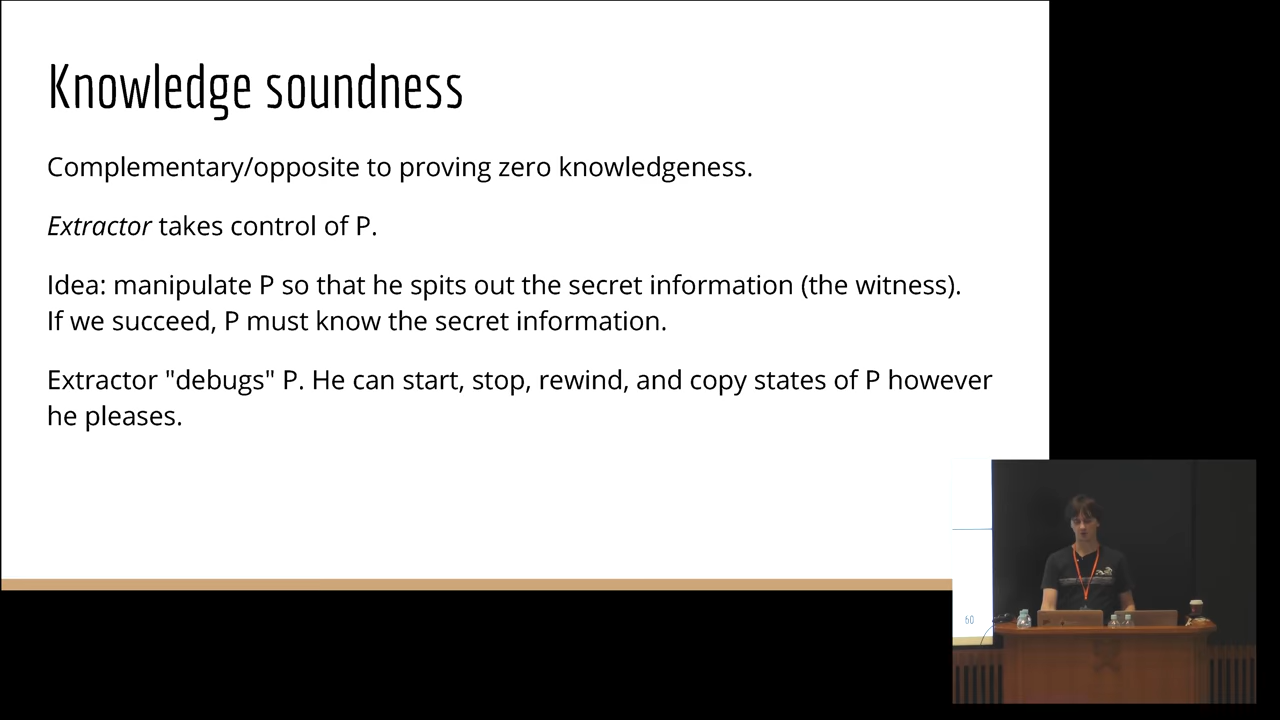 Knowledge soundness
Complementary/opposite to proving zero knowledgeness.
Extractor takes control of P.
Idea: manipulate P so that he spits out the secret information (the witness).
If we succeed, P must know the secret information.
Extractor "debugs" P. He can start, stop, rewind, and copy states of P however
he pleases.
60